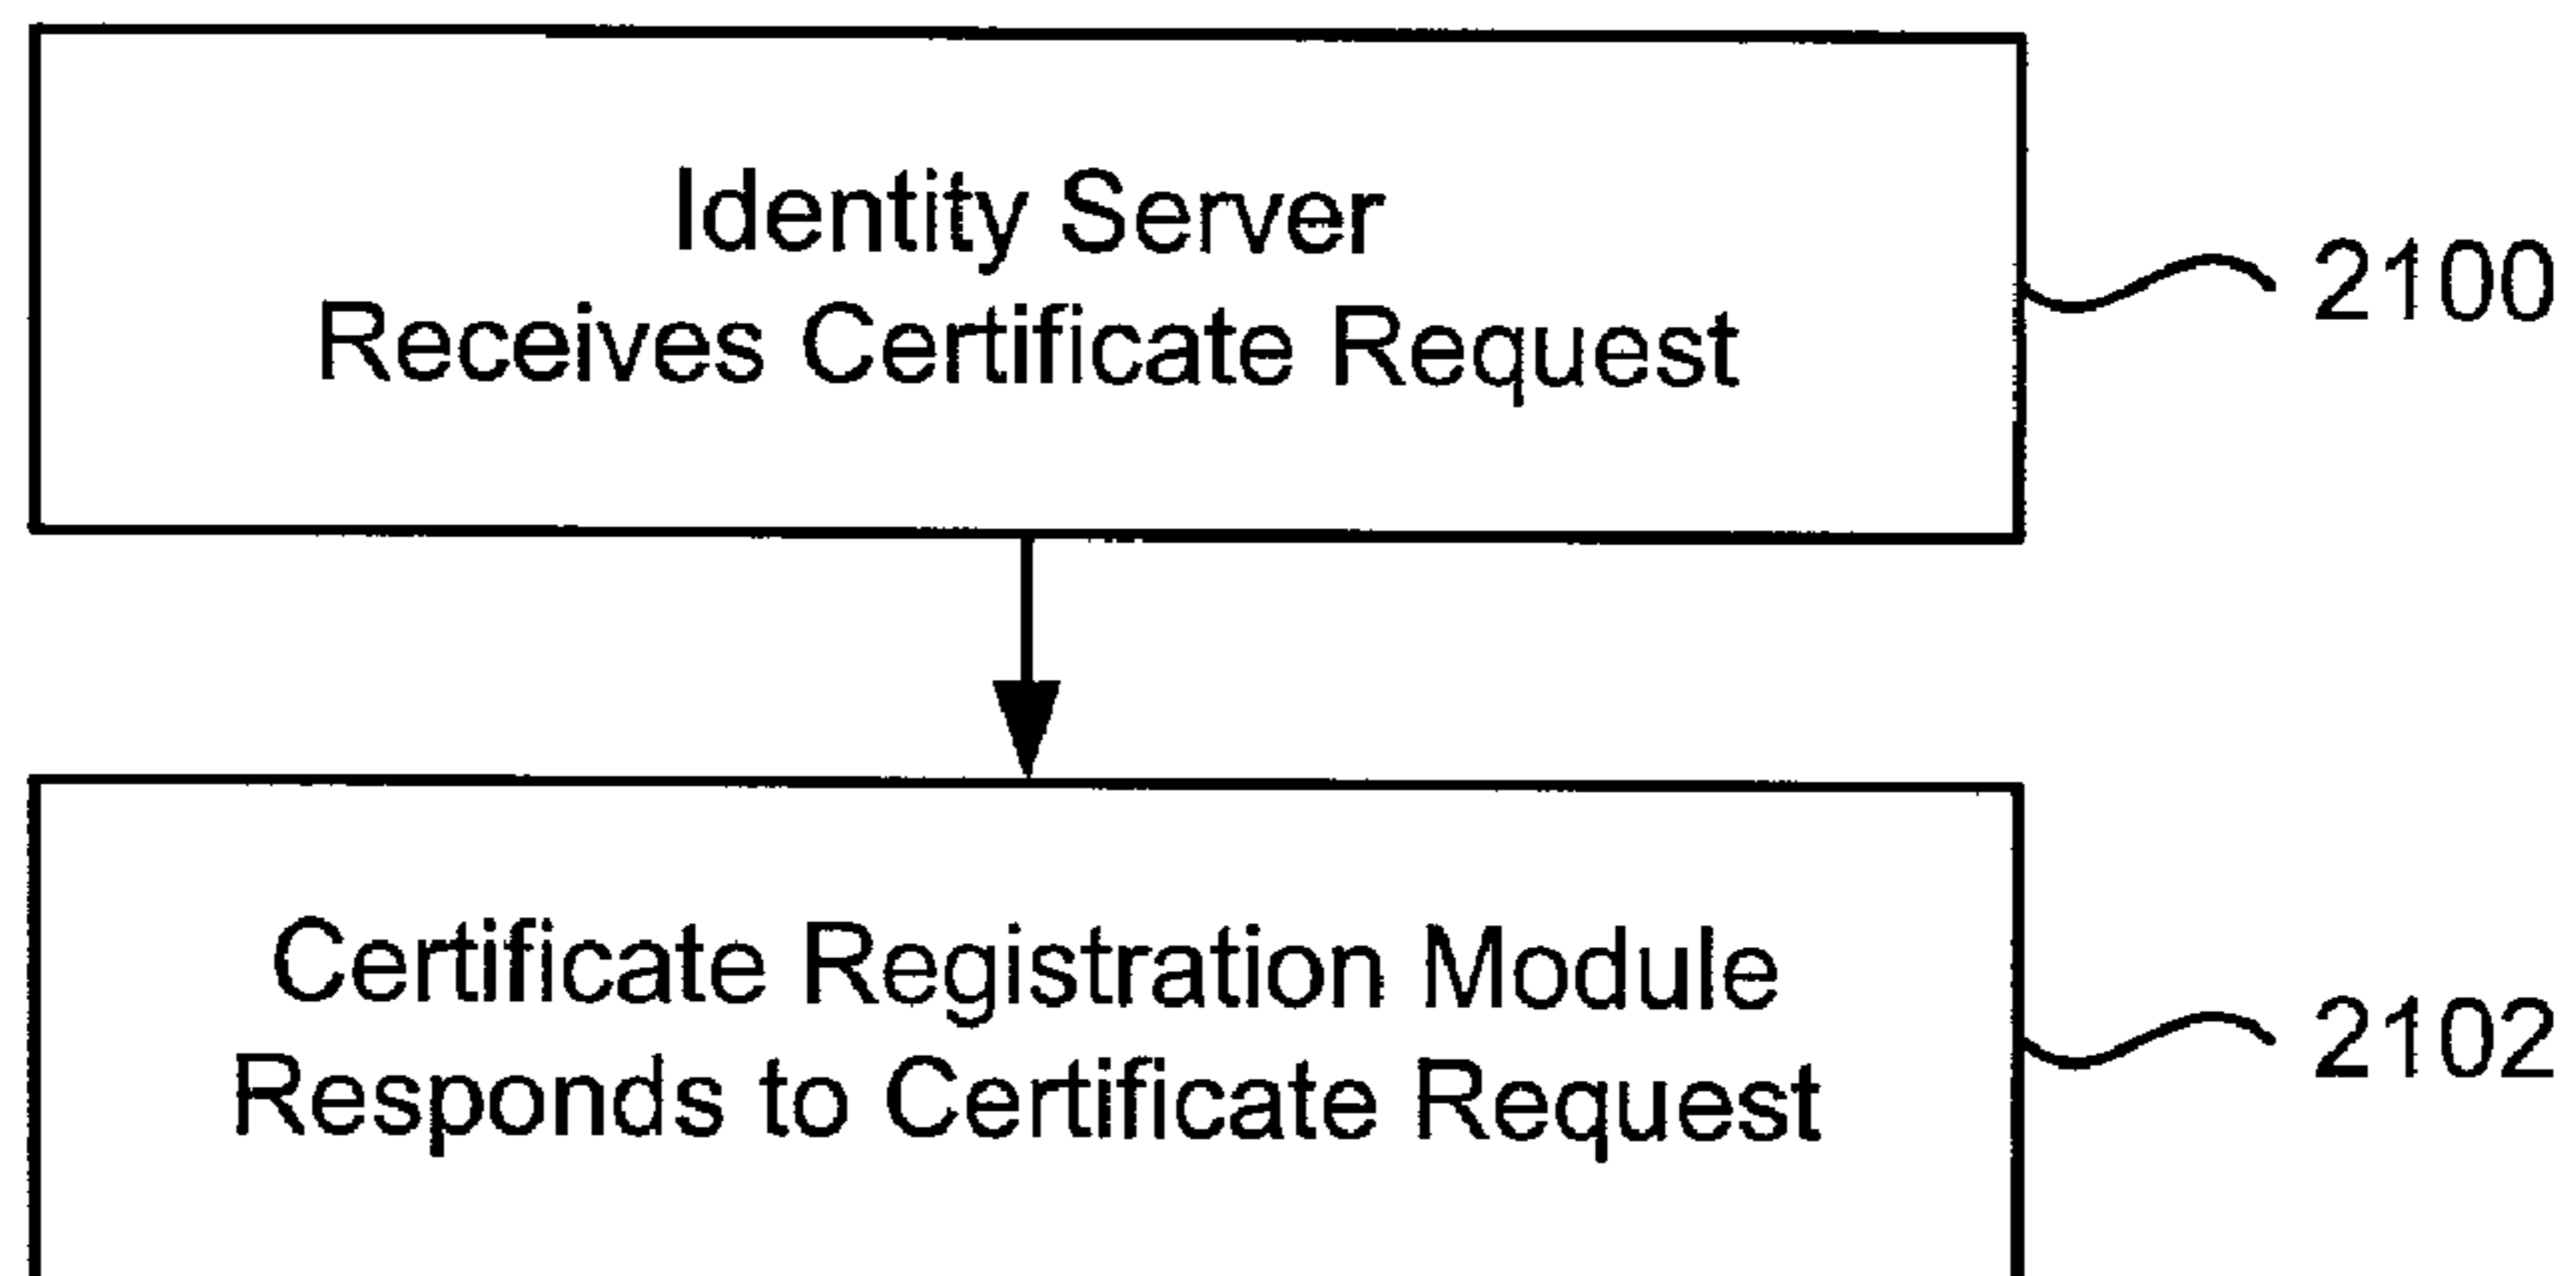 Identity Server
Receives Certificate Request
2100
Certificate Registration Module
Responds to Certificate Request
2102